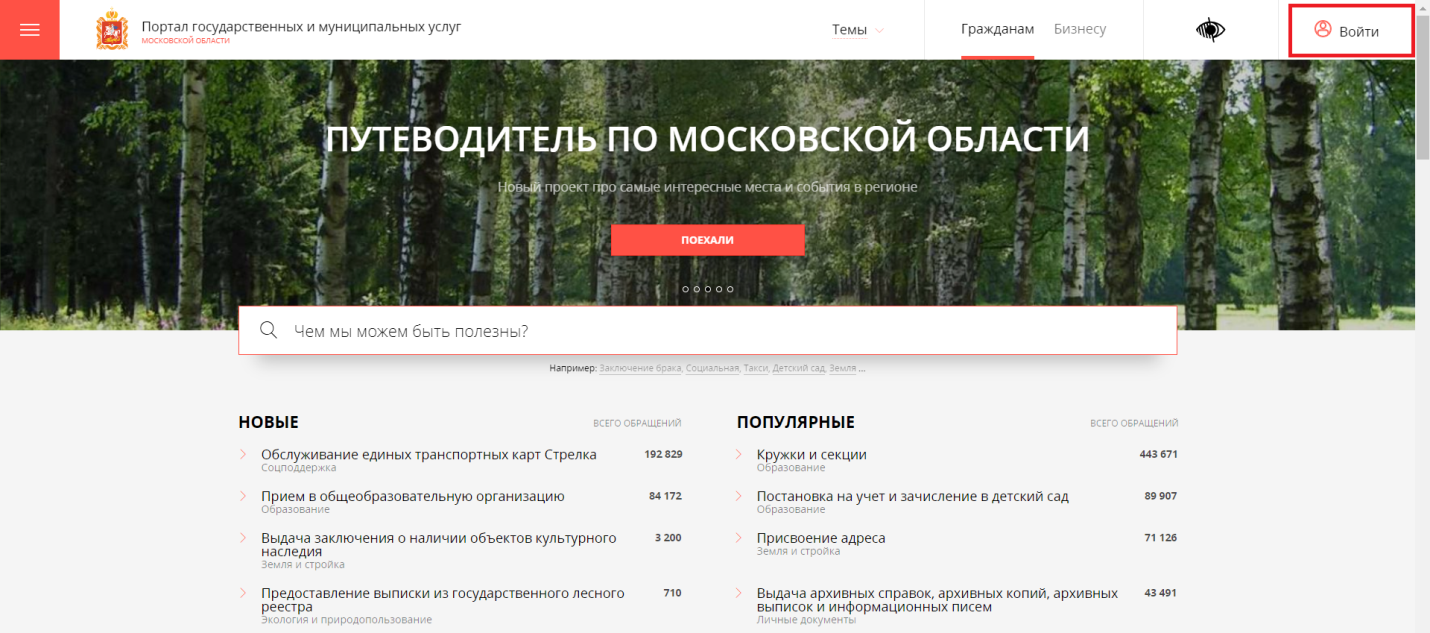 Портал государственных и муниципальных услуг
МОСКОВСКОЙ ОБЛАСТИ
Темы
Гражданам Бизнесу
Войти
ПУТЕВОДИТЕЛЬ ПО МОСКОВСКОЙ ОБЛАСТИ
Новый проект про самые интересные места и события в регионе
ПОЕХАЛИ
Чем мы можем быть полезны?
Например: Заключение брака, Социальная, Такси, Детский сад, Земля ...
НОВЫЕ ВСЕГО ОБРАЩЕНИЙ
Обслуживание единых транспортных карт Стрелка 192 829
Соцподдержка
Прием в общеобразовательную организацию 84 172
Образование
Выдача заключения о наличии объектов культурного 3 200
наследия
Земля и стройка
Предоставление выписки из государственного лесного 710
реестра
Экология и природопользование
ПОПУЛЯРНЫЕ ВСЕГО ОБРАЩЕНИЙ
Кружки и секции 443 671
Образование
Постановка на учет и зачисление в детский сад 89 907
Образование
Присвоение адреса 71 126
Земля и стройка
Выдача архивных справок, архивных копий, архивных 43 491
выписок и информационных писем
Личные документы